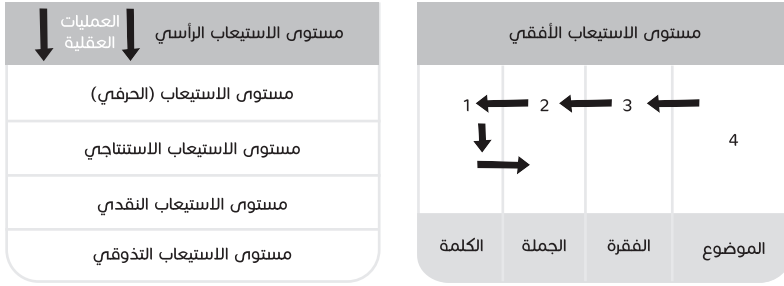 مستوى الاستيعاب الأفقي
1 2 3 4
الموضوع الفقرة الجملة الكلمة
مستوى الاستيعاب الرأسي
العمليات
العقلية
مستوى الاستيعاب (الحرفي)
مستوى الاستيعاب الاستنتاجي
مستوى الاستيعاب النقدي
مستوى الاستيعاب التذوقي